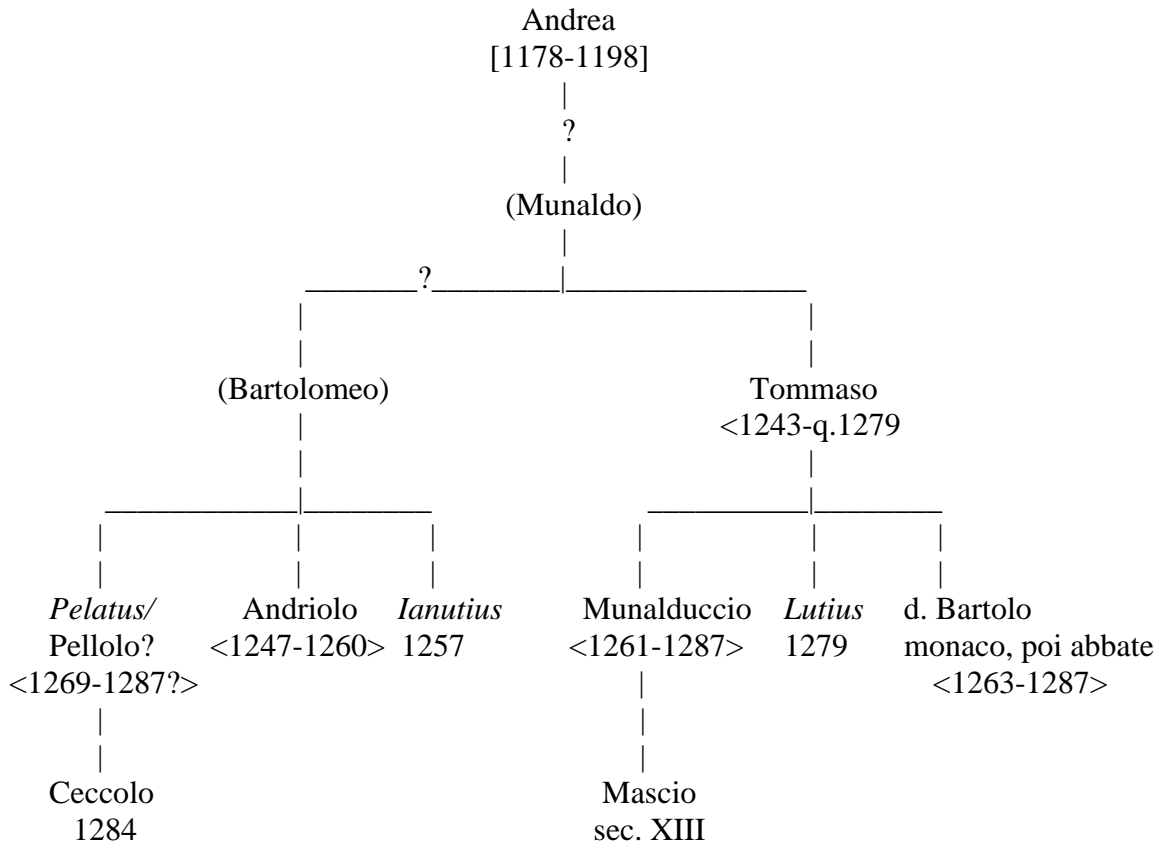 Andrea
[1178-1198]
?
(Munaldo)
?
(Bartolomeo) Tommaso
<1243-q.1279
Pelatus/ Andriolo Ianutius Munalduccio Lutius d. Bartolo
Pellolo? <1247-1260> 1257 <1261-1287> 1279 monaco, poi abbate
<1269-1287?> <1263-1287>
Ceccolo Mascio
1284 sec. XIII